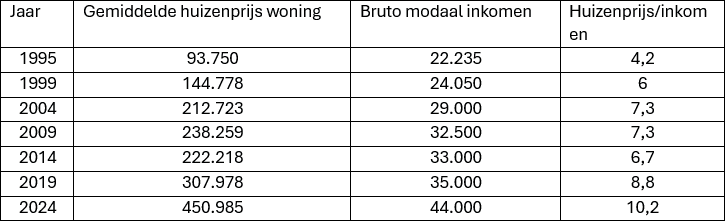 Jaar Gemiddelde huizenprijs woning Bruto modaal inkomen Huizenprijs/inkom
en
1995 93.750 22.235 4,2
1999 144.778 24.050 6
2004 212.723 29.000 7,3
2009 238.259 32.500 7,3
2014 222.218 33.000 6,7
2019 307.978 35.000 8,8
2024 450.985 44.000 10,2